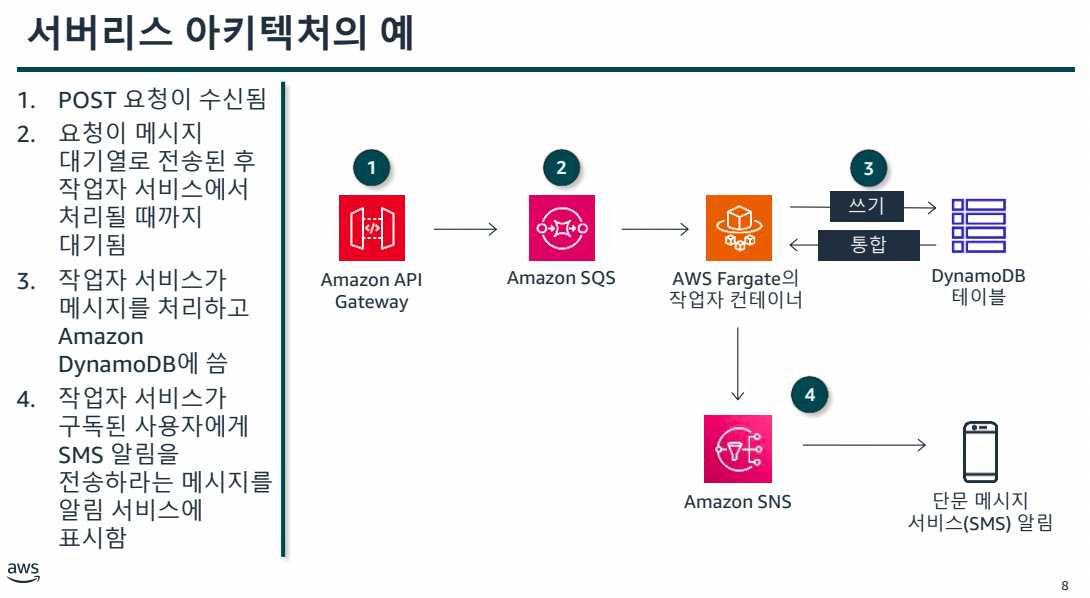 서버리스 아키텍처의 예
1. POST 요청이 수신됨
2. 요청이 메시지
대기열로 전송된 후
작업자 서비스에서
처리될 때까지
대기됨
3. 작업자 서비스가
메시지를 처리하고
Amazon
DynamoDB에 씀
4. 작업자 서비스가
구독된 사용자에게
SMS 알림을
전송하라는 메시지를
알림 서비스에
표시함
1
Amazon API
Gateway
2
Amazon SQS
AWS Fargate의
작업자 컨테이너
3
쓰기
통합
DynamoDB
테이블
4
Amazon SNS
단문 메시지
서비스(SMS) 알림
aws
8